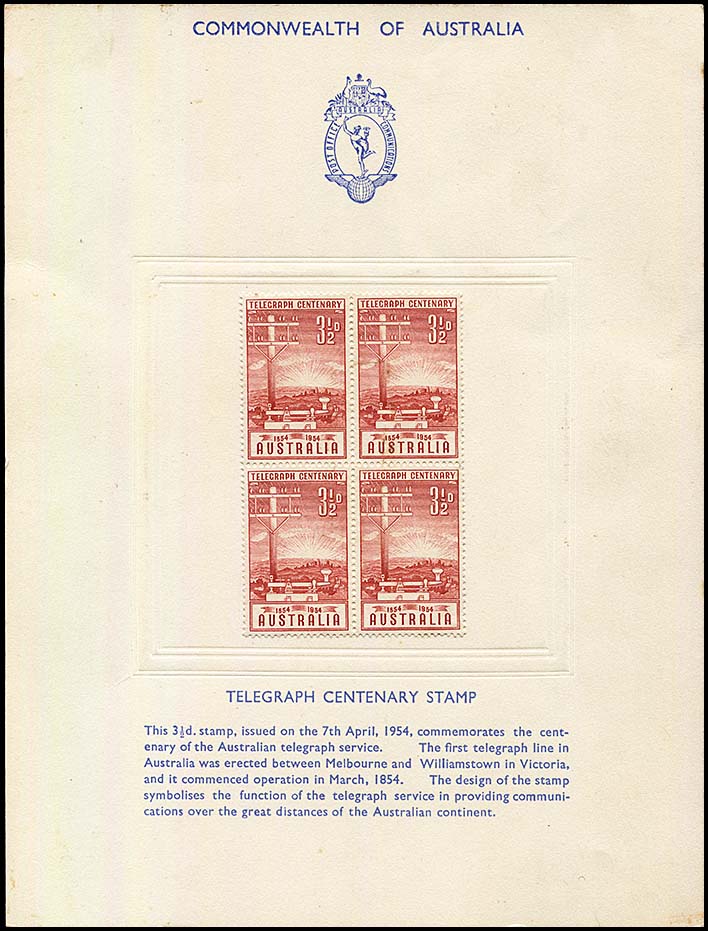 COMMONWEALTH OF AUSTRALIA
AUSTRALIA
POST OFFICE COMMUNICATIONS
TELEGRAPH CENTENARY
3½D
1854 1954
AUSTRALIA
TELEGRAPH CENTENARY
3½D
1854 1954
AUSTRALIA
TELEGRAPH CENTENARY
3½D
1854 1954
AUSTRALIA
TELEGRAPH CENTENARY
3½D
1854 1954
AUSTRALIA
TELEGRAPH CENTENARY STAMP
This 3½d. stamp, issued on the 7th April, 1954, commemorates the cent-
enary of the Australian telegraph service. The first telegraph line in
Australia was erected between Melbourne and Williamstown in Victoria,
and it commenced operation in March, 1854. The design of the stamp
symbolises the function of the telegraph service in providing communi-
cations over the great distances of the Australian continent.